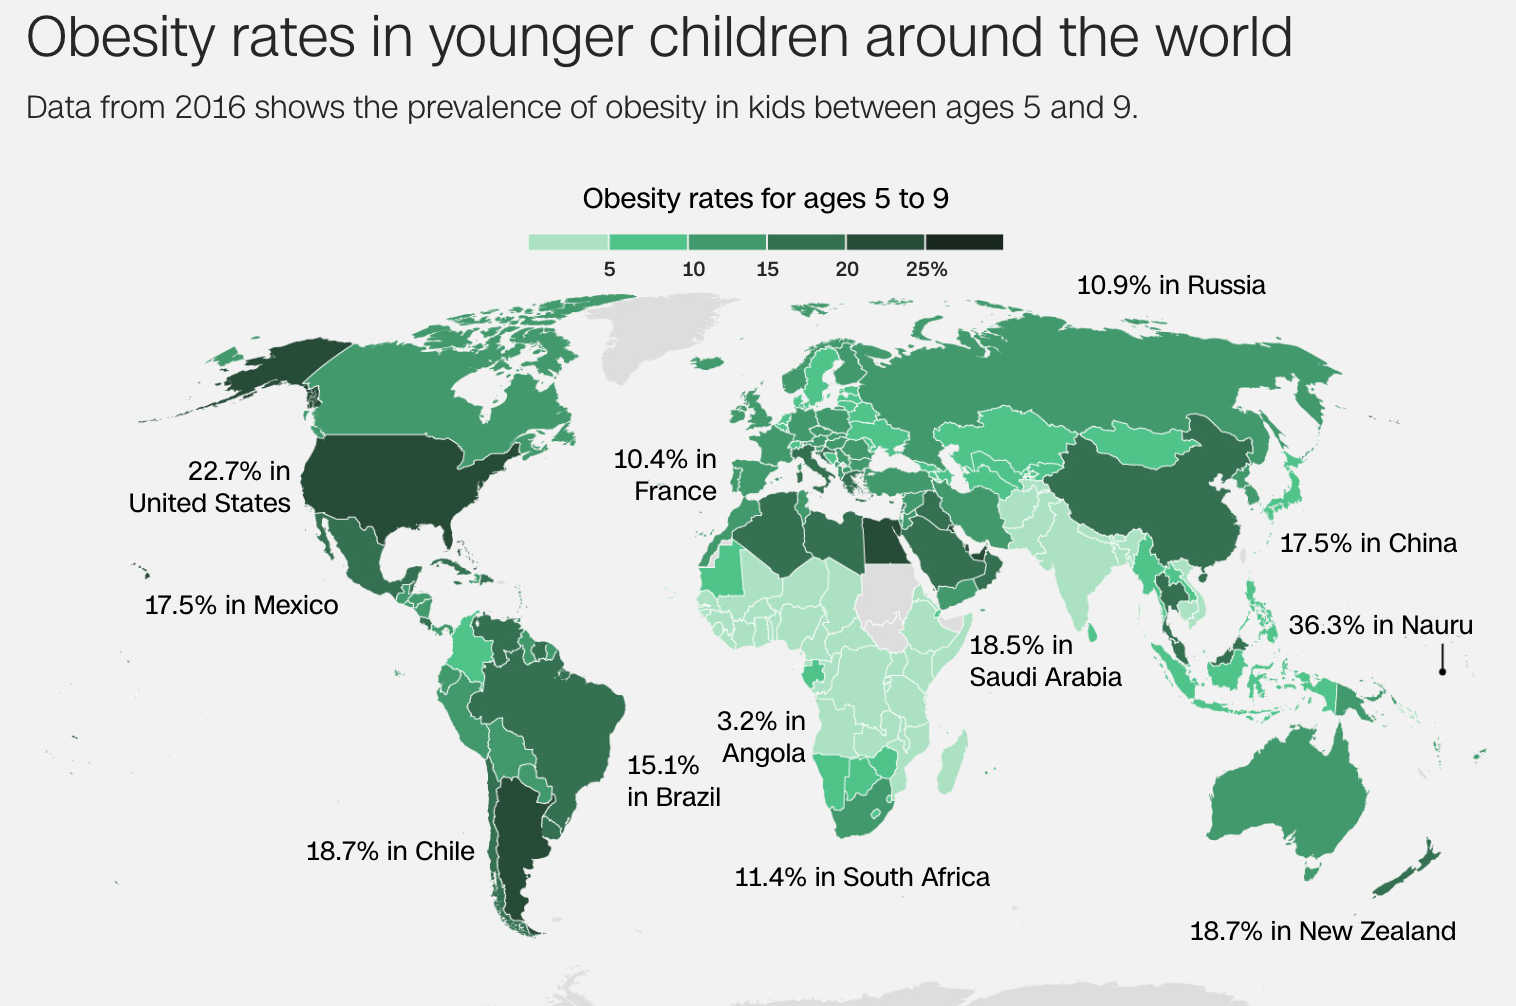 Obesity rates in younger children around the world
Data from 2016 shows the prevalence of obesity in kids between ages 5 and 9.
Obesity rates for ages 5 to 9
5 10 15 20 25%
10.9% in Russia
22.7% in
United States
10.4% in
France
17.5% in China
17.5% in Mexico
36.3% in Nauru
18.5% in
Saudi Arabia
3.2% in
Angola
15.1%
in Brazil
18.7% in Chile
11.4% in South Africa
18.7% in New Zealand